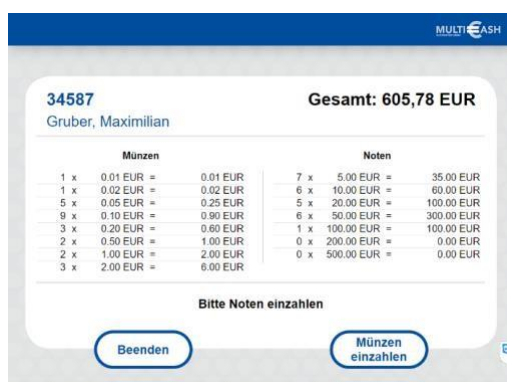 MULTI€ASH
34587
Gesamt: 605,78 EUR
Gruber, Maximilian
Münzen
1 x 0.01 EUR = 0.01 EUR
1 x 0.02 EUR = 0.02 EUR
5 x 0.05 EUR = 0.25 EUR
9 x 0.10 EUR = 0.90 EUR
3 x 0.20 EUR = 0.60 EUR
2 x 0.50 EUR = 1.00 EUR
2 x 1.00 EUR = 2.00 EUR
3 x 2.00 EUR = 6.00 EUR
Noten
7 x 5.00 EUR = 35.00 EUR
6 x 10.00 EUR = 60.00 EUR
5 x 20.00 EUR = 100.00 EUR
6 x 50.00 EUR = 300.00 EUR
1 x 100.00 EUR = 100.00 EUR
0 x 200.00 EUR = 0.00 EUR
0 x 500.00 EUR = 0.00 EUR
Bitte Noten einzahlen
Beenden
Münzen
einzahlen